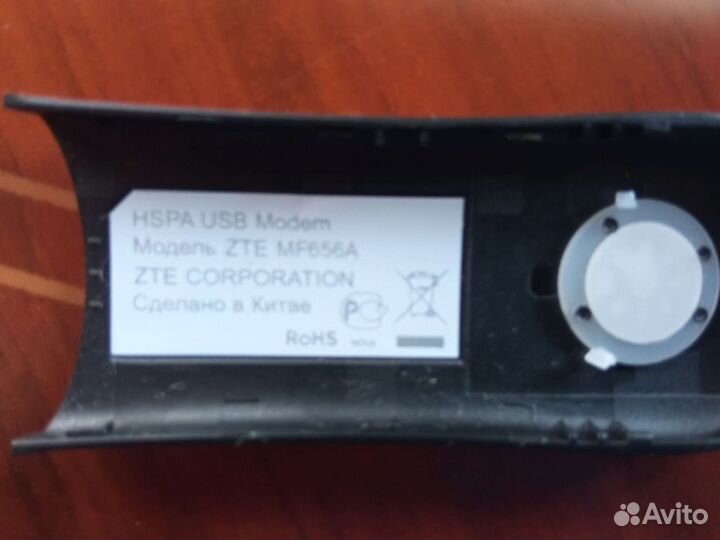 HSPA USB Modem
Модель ZTE MF656A
ZTE CORPORATION
Сделано в Китае
RoHS
Avito